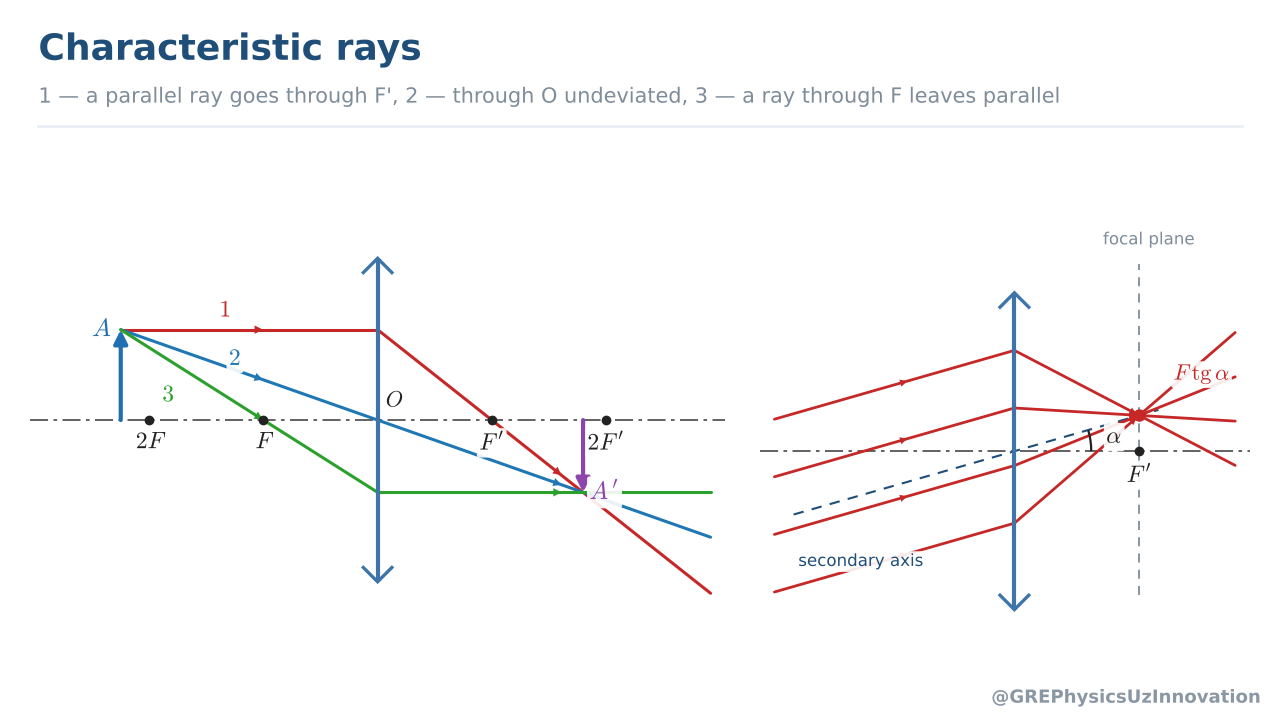 Characteristic rays
1 — a parallel ray goes through F', 2 — through O undeviated, 3 — a ray through F leaves parallel
focal plane
A
1
2
3
O
2F
F
F′
2F′
A′
F tg α
α
F′
secondary axis
@GREPhysicsUzInnovation